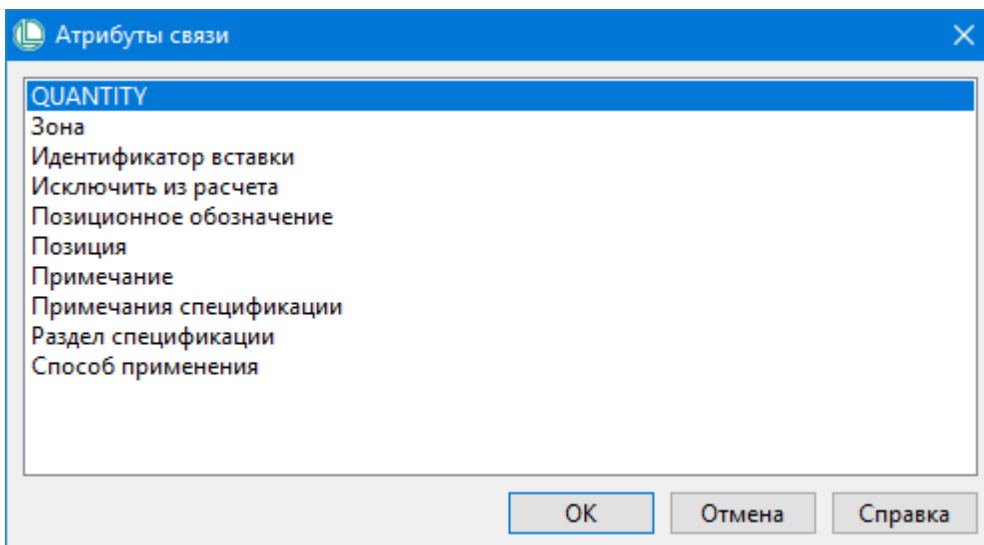 Атрибуты связи
QUANTITY
Зона
Идентификатор вставки
Исключить из расчета
Позиционное обозначение
Позиция
Примечание
Примечания спецификации
Раздел спецификации
Способ применения
ОК Отмена Справка